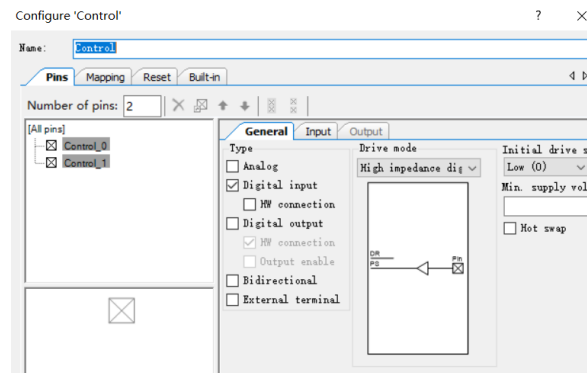 Configure 'Control'
? ×
Name: Control
Pins Mapping Reset Built-in
Number of pins: 2
[All pins]
Control_0
Control_1
General Input Output
Type
Analog
Digital input
HW connection
Digital output
HW connection
Output enable
Bidirectional
External terminal
Drive mode
High impedance dig
DR
PS
Pin
Initial drive s
Low (0)
Min. supply vol
Hot swap